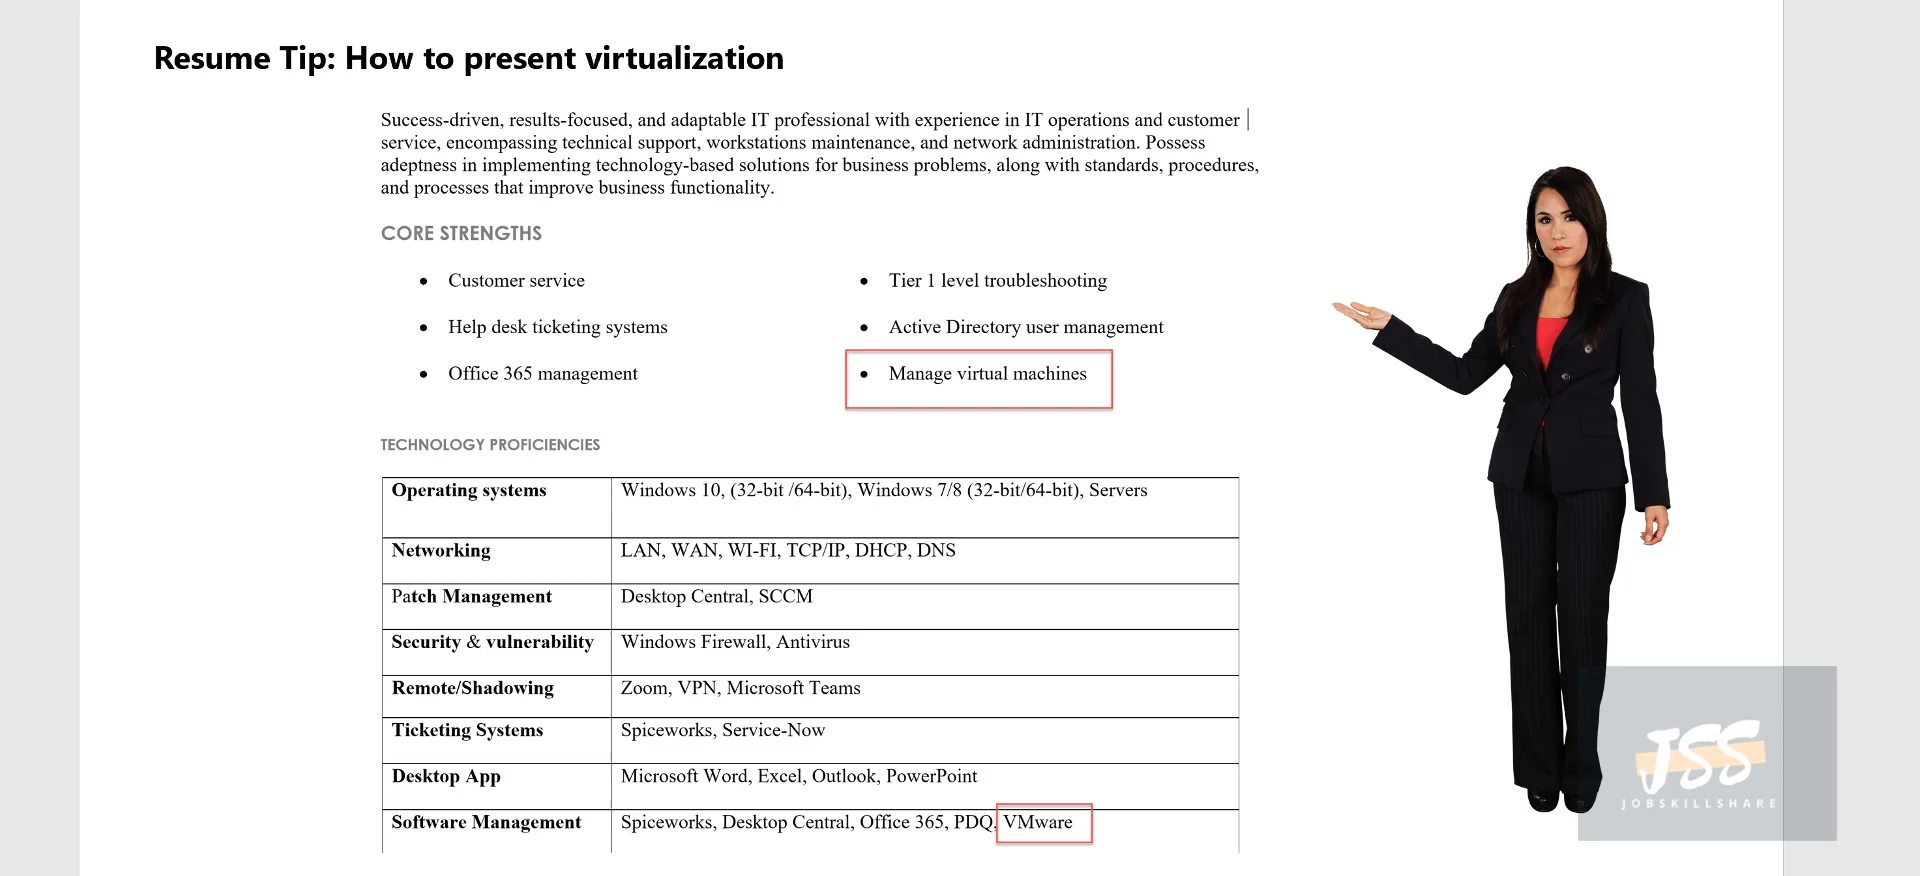 Resume Tip: How to present virtualization
Success-driven, results-focused, and adaptable IT professional with experience in IT operations and customer
service, encompassing technical support, workstations maintenance, and network administration. Possess
adeptness in implementing technology-based solutions for business problems, along with standards, procedures,
and processes that improve business functionality.
CORE STRENGTHS
• Customer service
• Tier 1 level troubleshooting
• Help desk ticketing systems
• Active Directory user management
• Office 365 management
• Manage virtual machines
TECHNOLOGY PROFICIENCIES
Operating systems Windows 10, (32-bit /64-bit), Windows 7/8 (32-bit/64-bit), Servers
Networking LAN, WAN, WI-FI, TCP/IP, DHCP, DNS
Patch Management Desktop Central, SCCM
Security & vulnerability Windows Firewall, Antivirus
Remote/Shadowing Zoom, VPN, Microsoft Teams
Ticketing Systems Spiceworks, Service-Now
Desktop App Microsoft Word, Excel, Outlook, PowerPoint
Software Management Spiceworks, Desktop Central, Office 365, PDQ, VMware
JSS
JOBSKILLSHARE